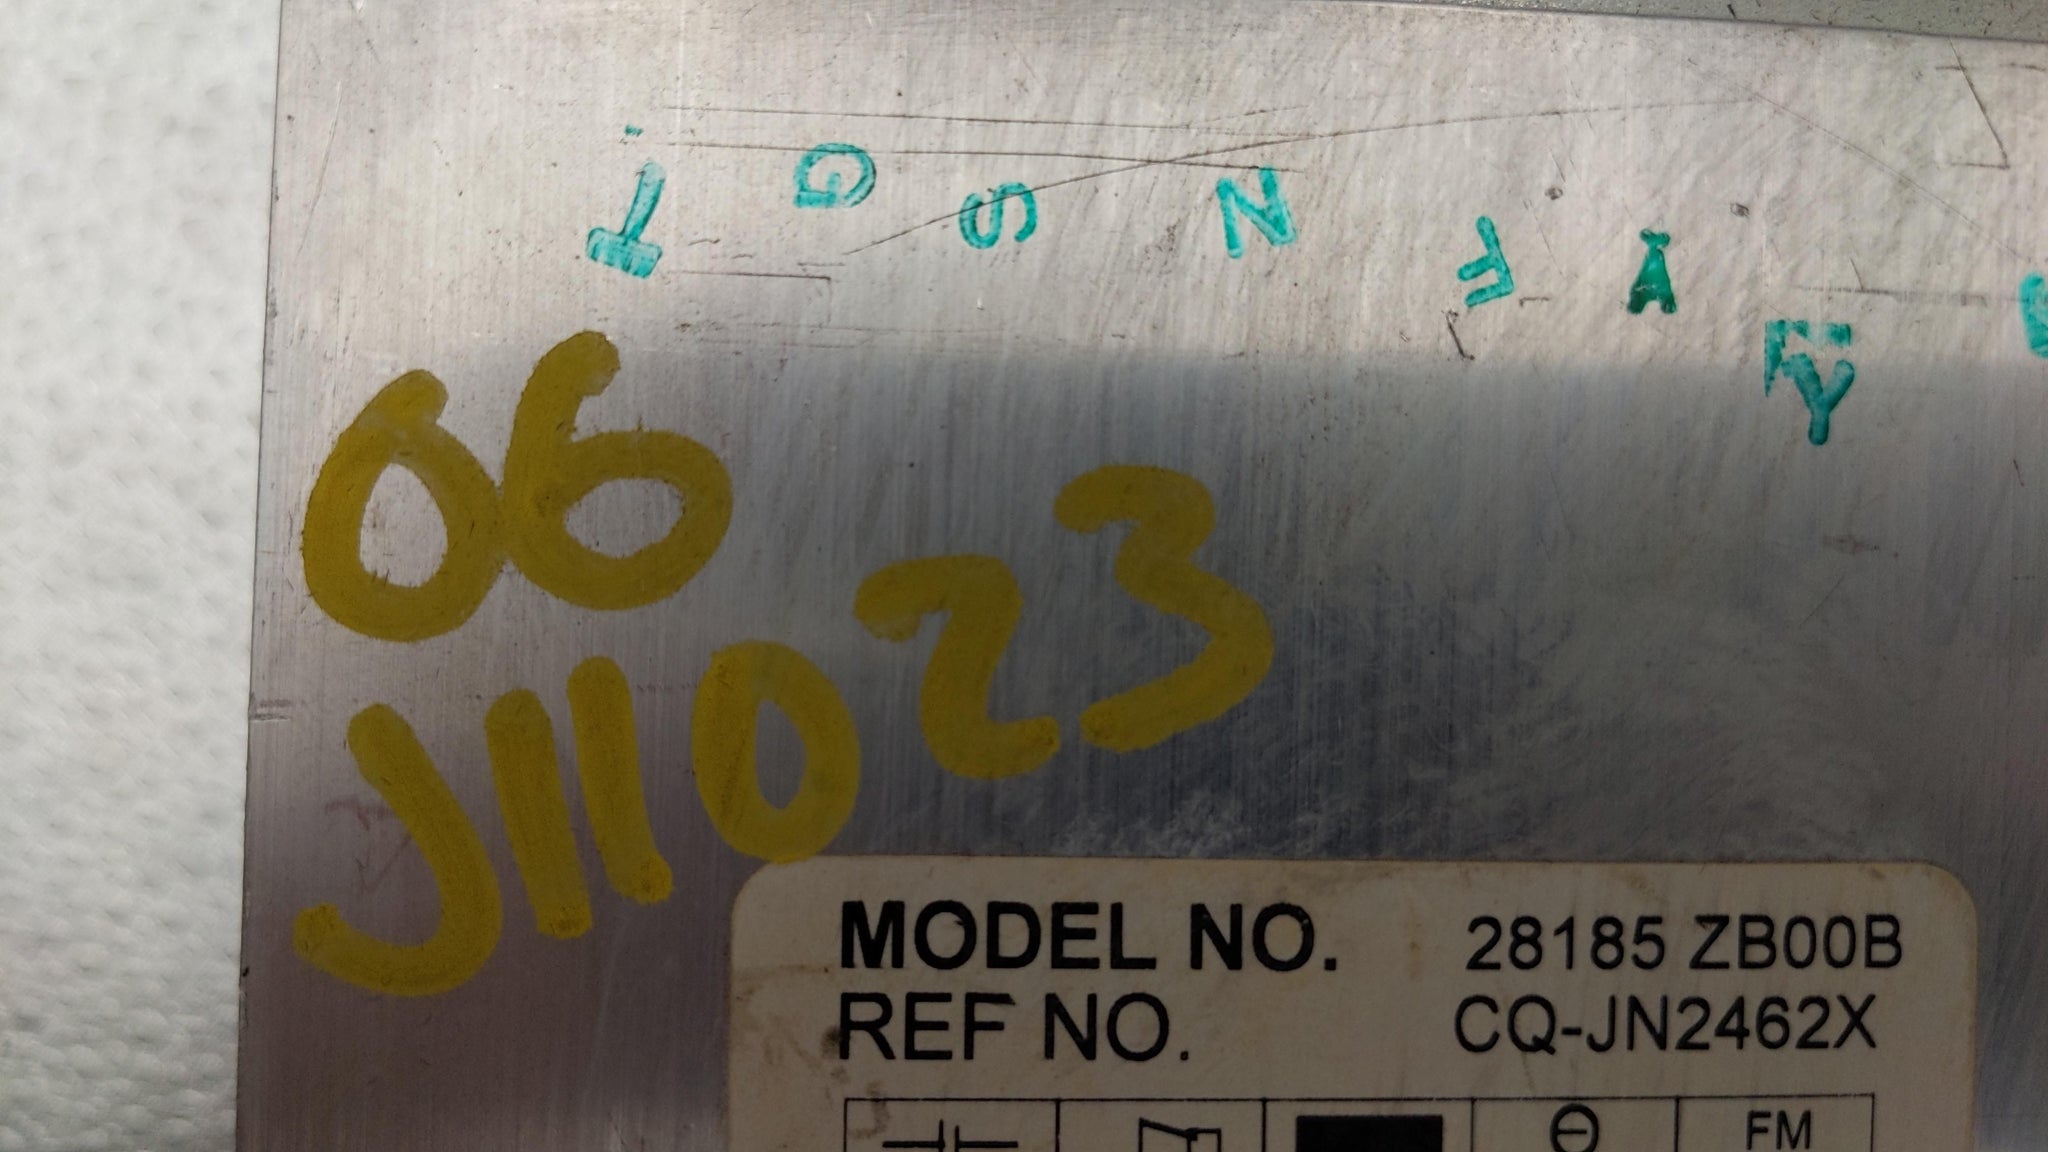 T G S N F A Y
06
J11023
MODEL NO. 28185 ZB00B
REF NO. CQ-JN2462X
FM